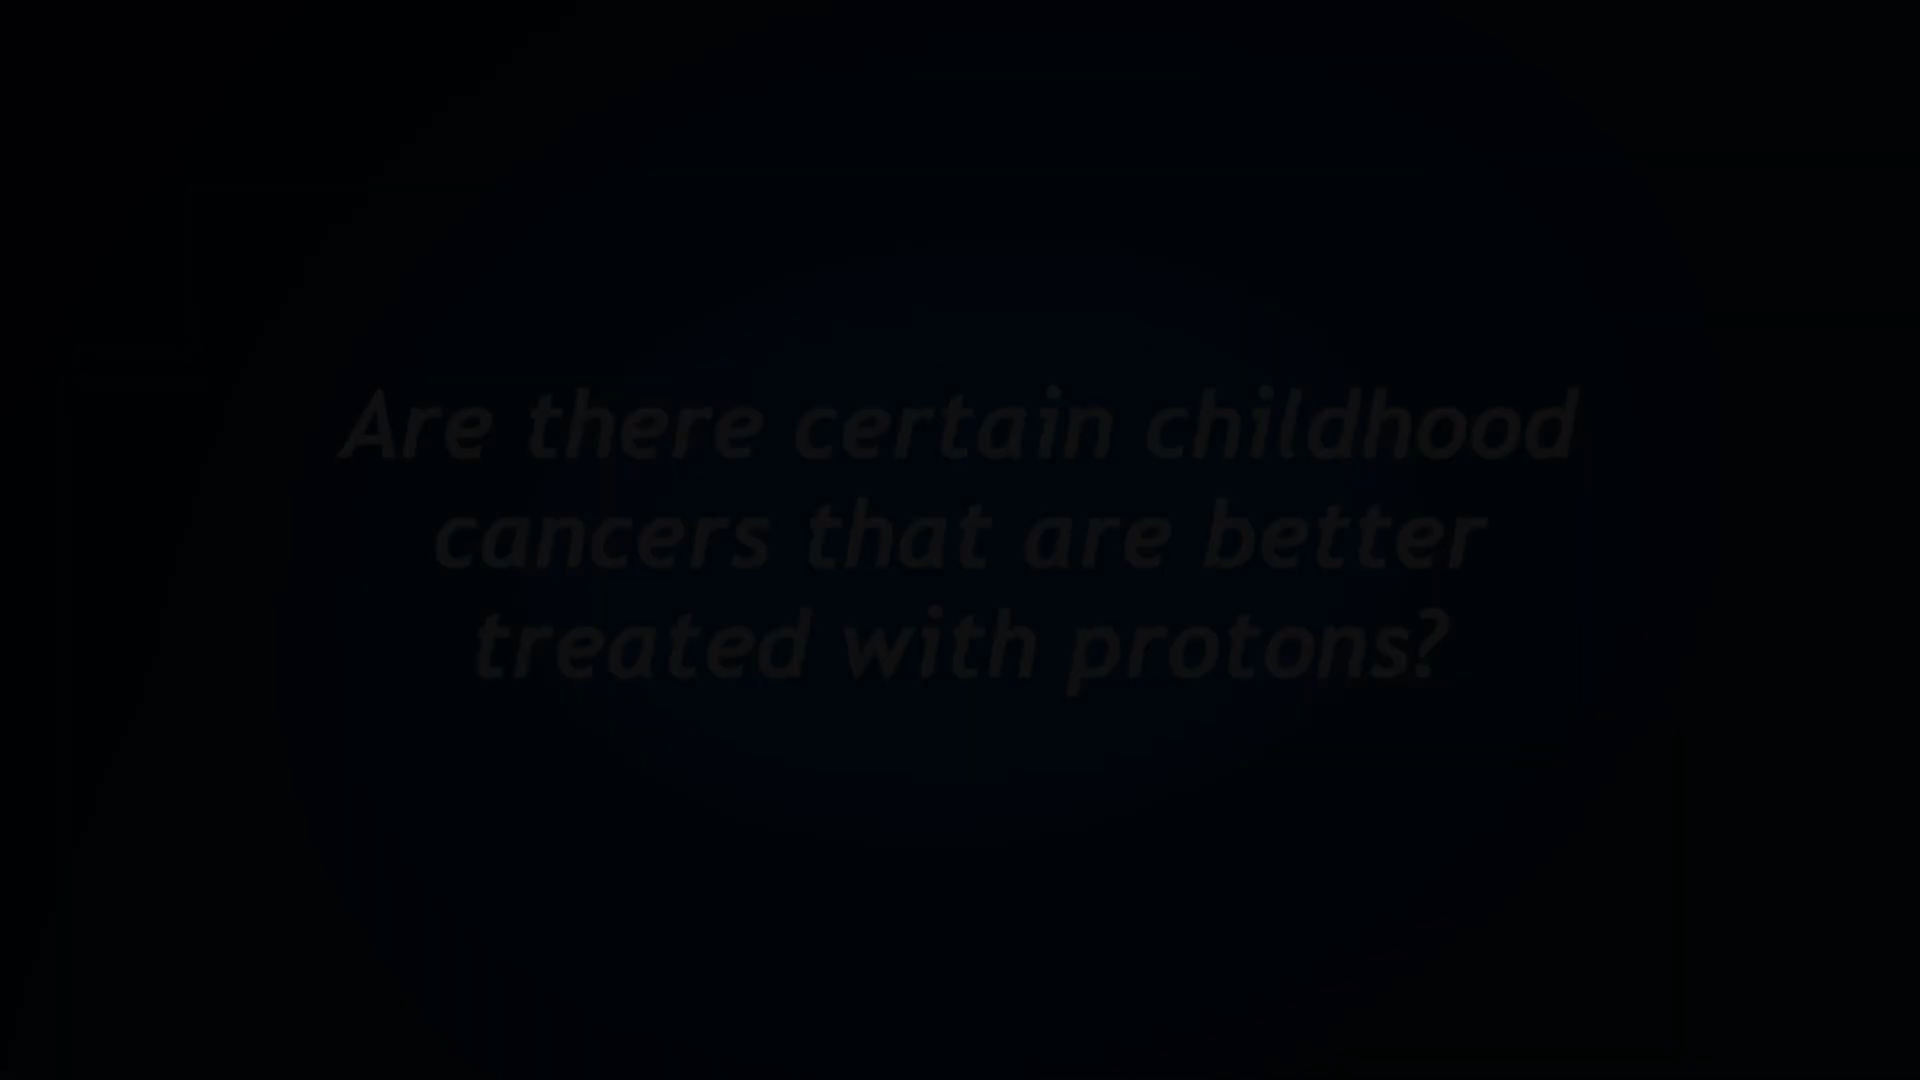 Are there certain childhood
cancers that are better
treated with protons?